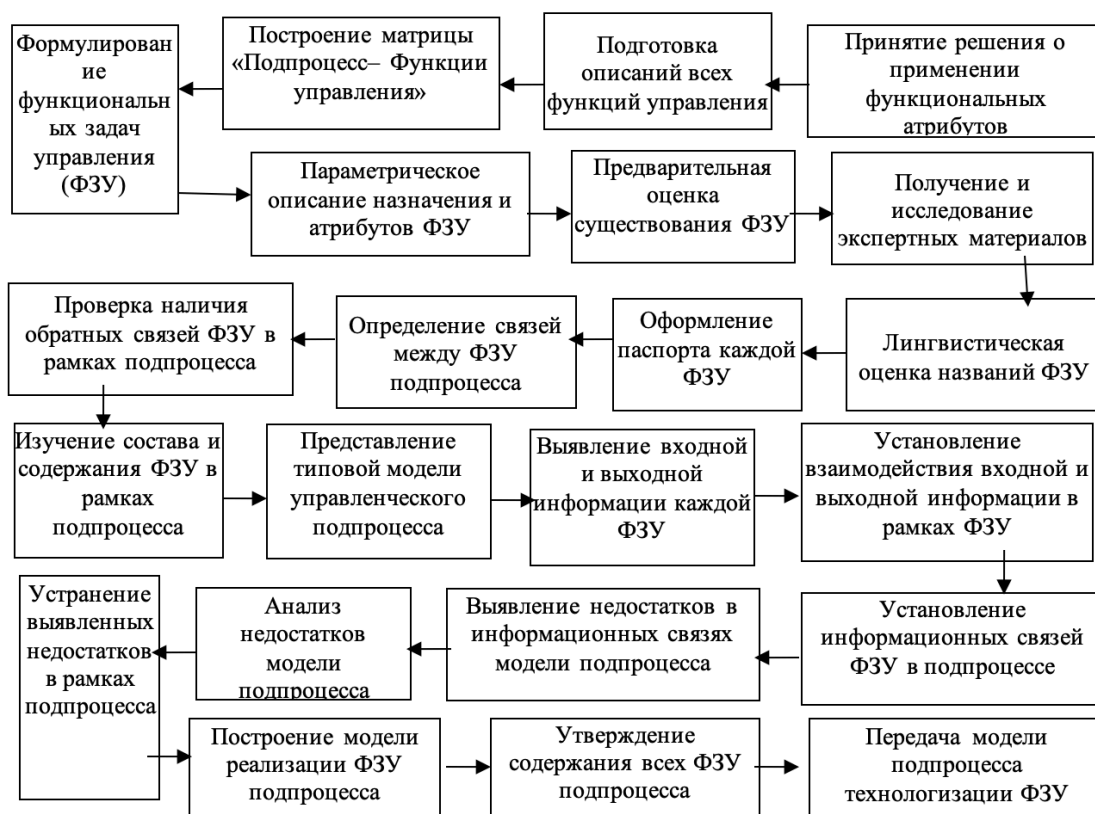 Формулирован
ие
функциональн
ых задач
управления
(ФЗУ)
Построение матрицы
«Подпроцесс– Функции
управления»
Подготовка
описаний всех
функций управления
Принятие решения о
применении
функциональных
атрибутов
Параметрическое
описание назначения и
атрибутов ФЗУ
Предварительная
оценка
существования ФЗУ
Получение и
исследование
экспертных материалов
Проверка наличия
обратных связей ФЗУ в
рамках подпроцесса
Определение связей
между ФЗУ
подпроцесса
Оформление
паспорта каждой
ФЗУ
Лингвистическая
оценка названий ФЗУ
Изучение состава и
содержания ФЗУ в
рамках
подпроцесса
Представление
типовой модели
управленческого
подпроцесса
Выявление входной
и выходной
информации каждой
ФЗУ
Установление
взаимодействия входной и
выходной информации в
рамках ФЗУ
Устранение
выявленных
недостатков
в рамках
подпроцесса
Анализ
недостатков
модели
подпроцесса
Выявление недостатков в
информационных связях
модели подпроцесса
Установление
информационных связей
ФЗУ в подпроцессе
Построение модели
реализации ФЗУ
подпроцесса
Утверждение
содержания всех ФЗУ
подпроцесса
Передача модели
подпроцесса
технологизации ФЗУ